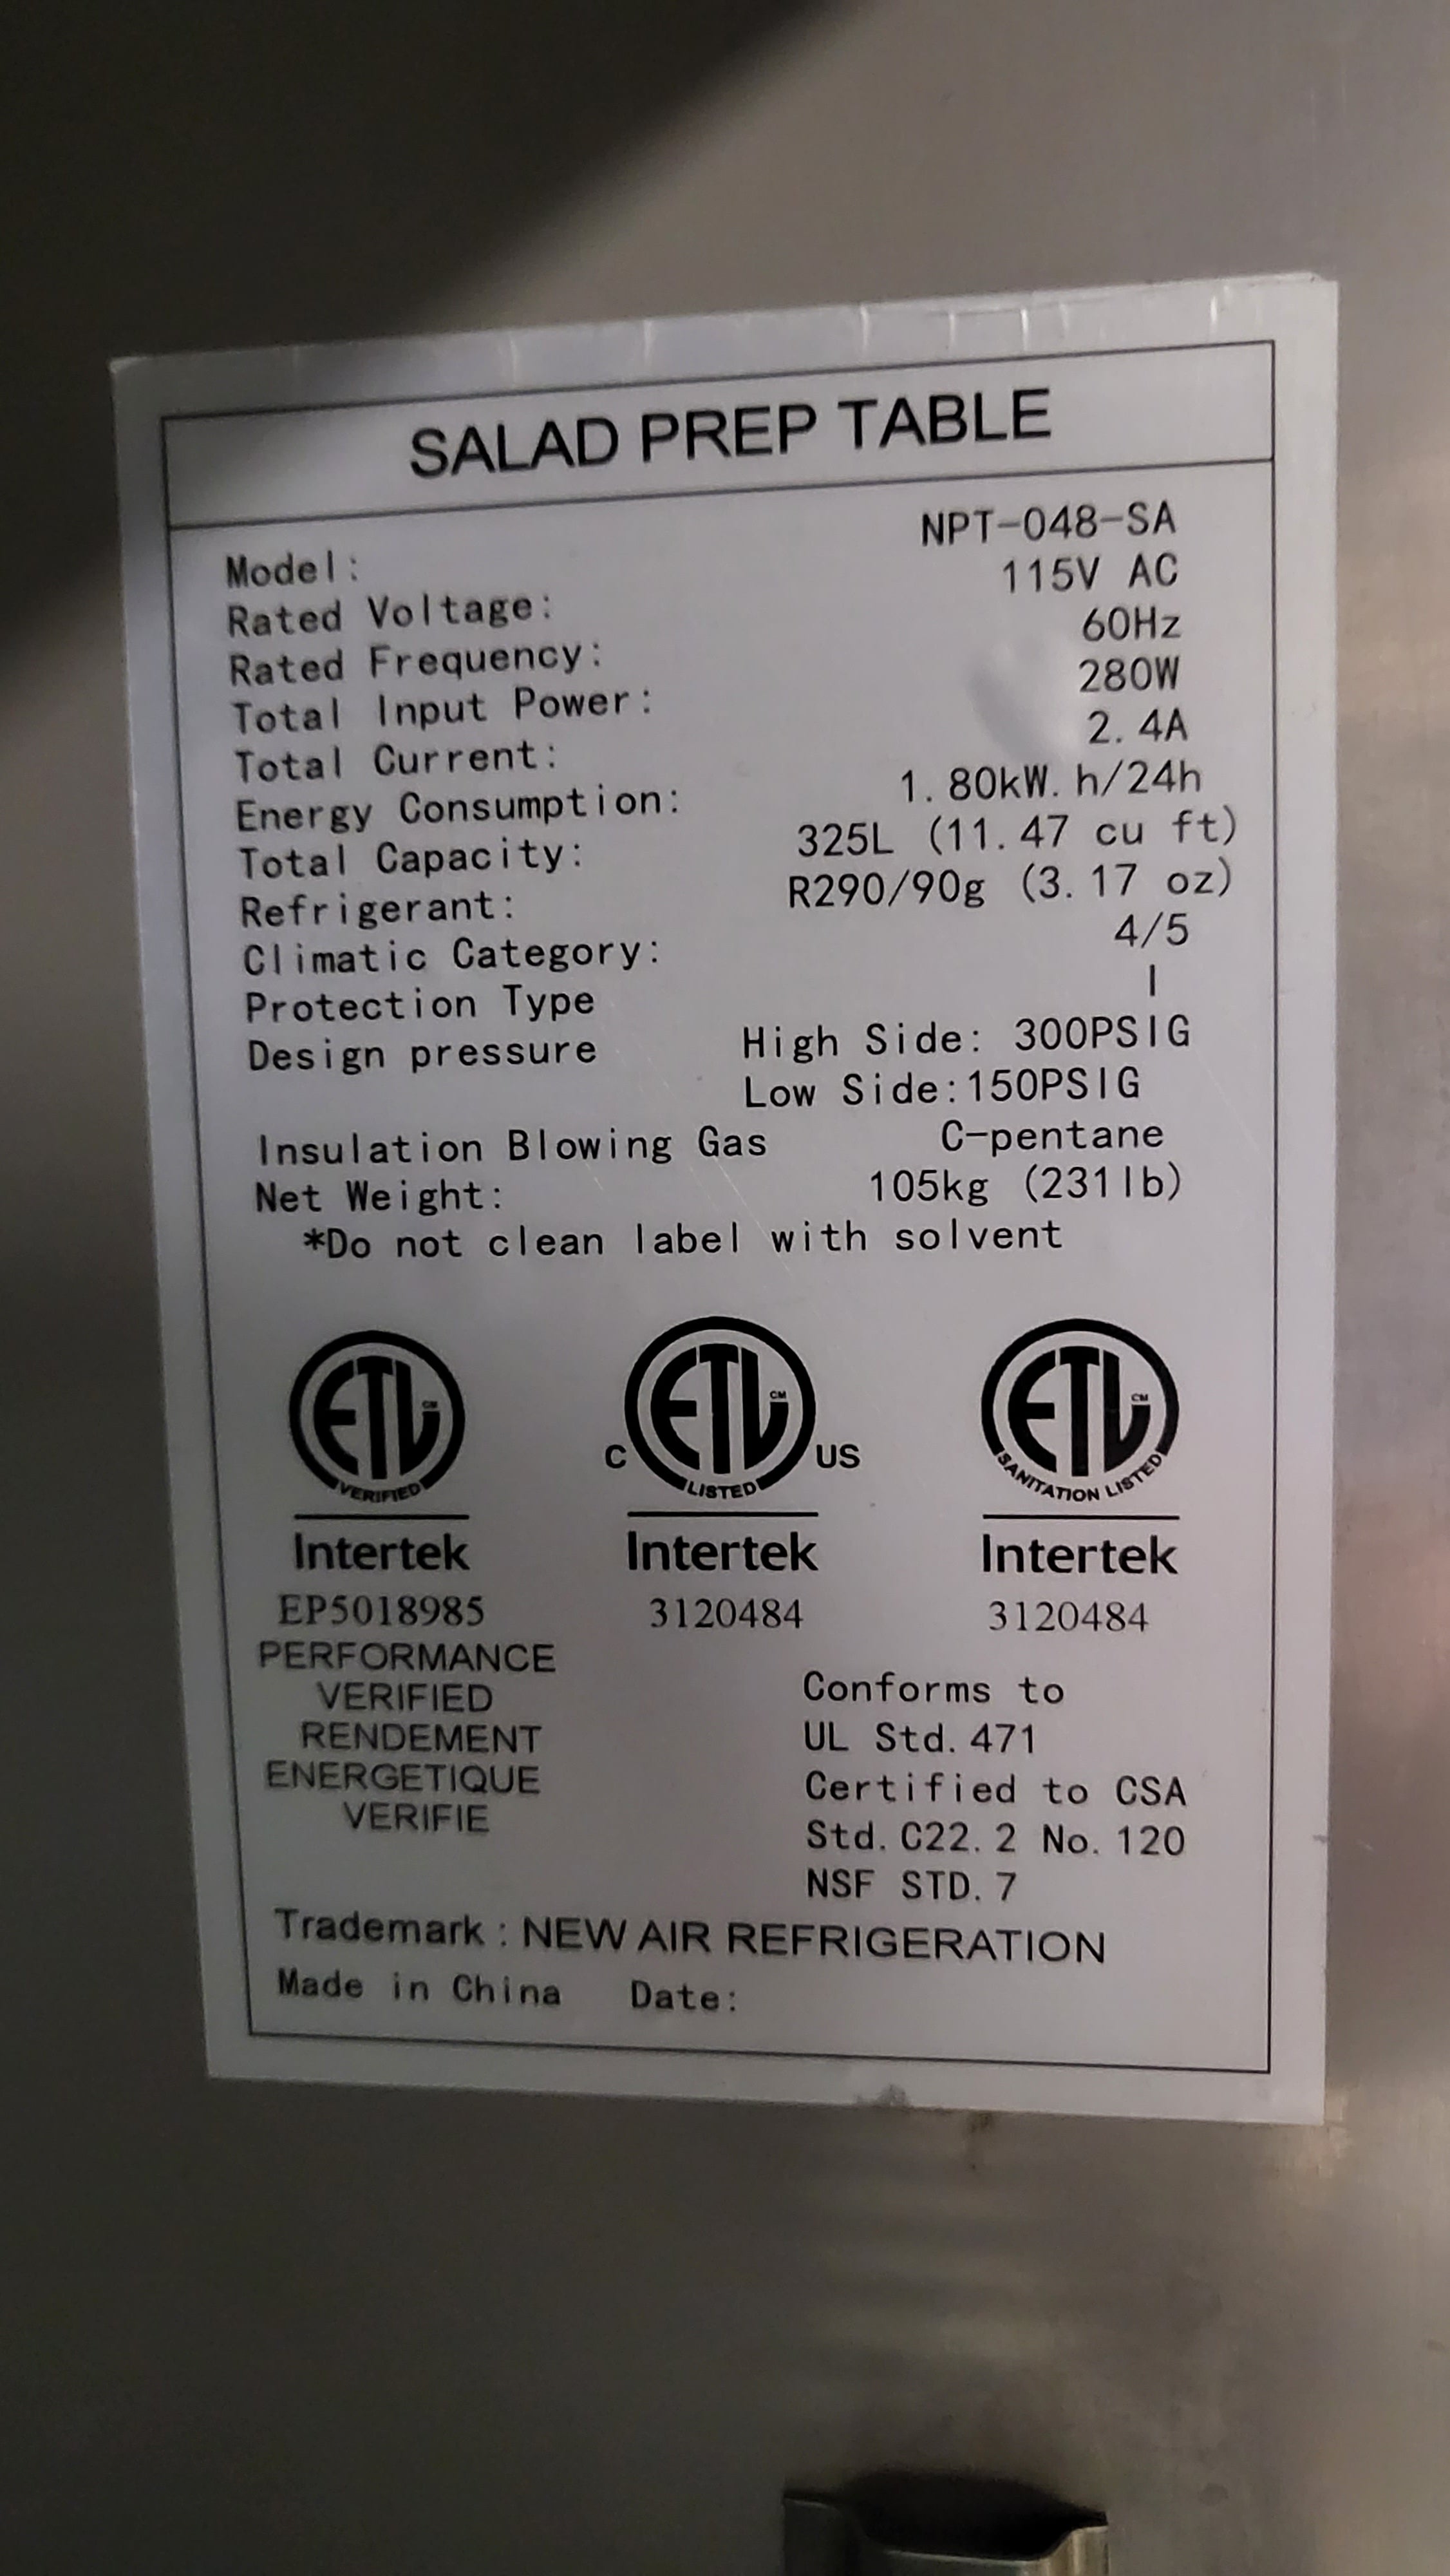 SALAD PREP TABLE
Model: NPT-048-SA
Rated Voltage: 115V AC
Rated Frequency: 60Hz
Total Input Power: 280W
Total Current: 2.4A
Energy Consumption: 1.80kW.h/24h
Total Capacity: 325L (11.47 cu ft)
Refrigerant: R290/90g (3.17 oz)
Climatic Category: 4/5
Protection Type I
Design pressure High Side: 300PSIG
Low Side:150PSIG
Insulation Blowing Gas C-pentane
Net Weight: 105kg (231lb)
*Do not clean label with solvent
ETL CM VERIFIED
Intertek
EP5018985
PERFORMANCE
VERIFIED
RENDEMENT
ENERGETIQUE
VERIFIE
C ETL CM US LISTED
Intertek
3120484
ETL CM SANITATION LISTED
Intertek
3120484
Conforms to
UL Std.471
Certified to CSA
Std.C22.2 No.120
NSF STD.7
Trademark : NEW AIR REFRIGERATION
Made in China Date: